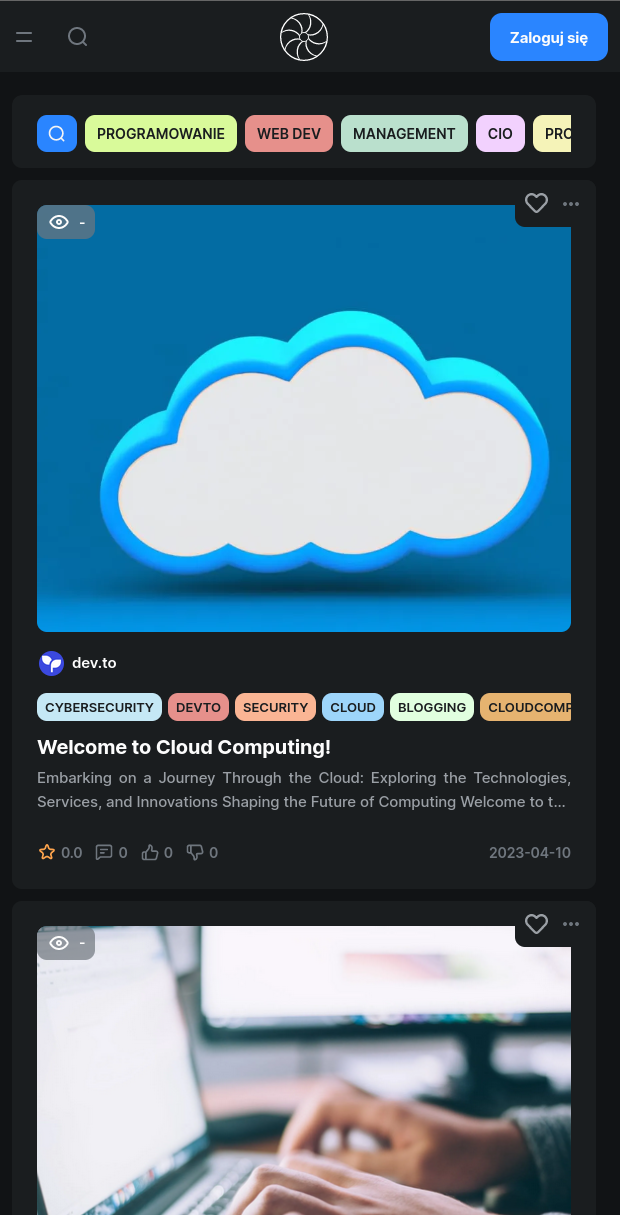 Zaloguj się
PROGRAMOWANIE WEB DEV MANAGEMENT CIO PRO
-
dev.to
CYBERSECURITY DEVTO SECURITY CLOUD BLOGGING CLOUDCOMP
Welcome to Cloud Computing!
Embarking on a Journey Through the Cloud: Exploring the Technologies,
Services, and Innovations Shaping the Future of Computing Welcome to t...
0.0 0 0 0 2023-04-10
-